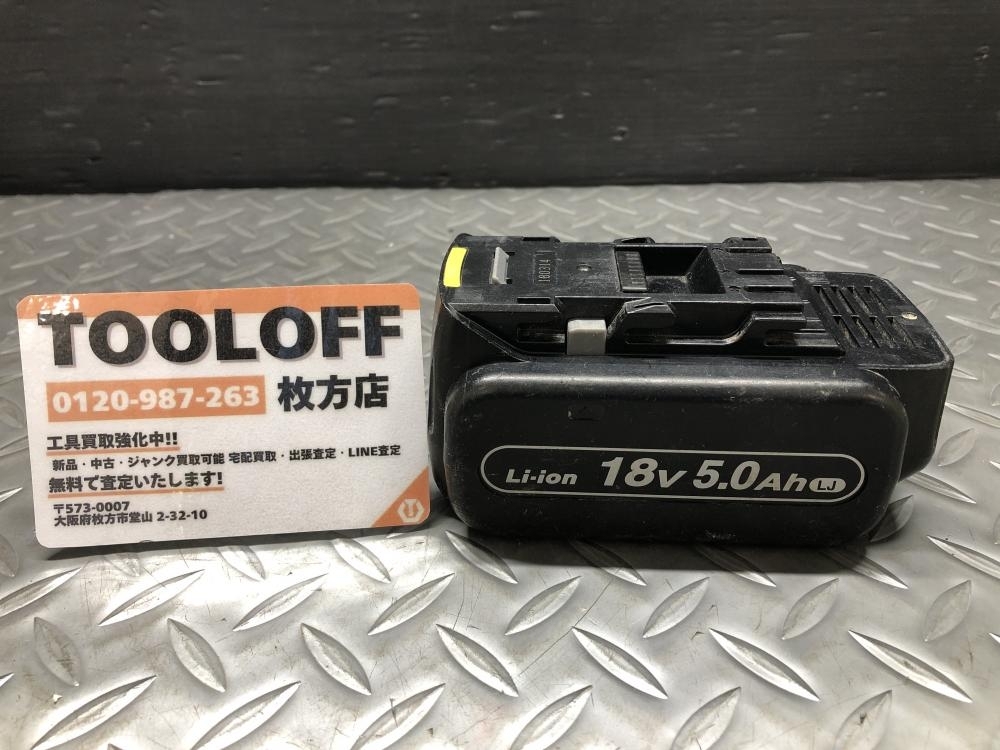 TOOLOFF
0120-987-263 枚方店
工具買取強化中!!
新品・中古・ジャンク買取可能 宅配買取・出張査定・LINE査定
無料で査定いたします!
〒573-0007
大阪府枚方市堂山 2-32-10
180314
Li-ion 18V 5.0Ah LJ